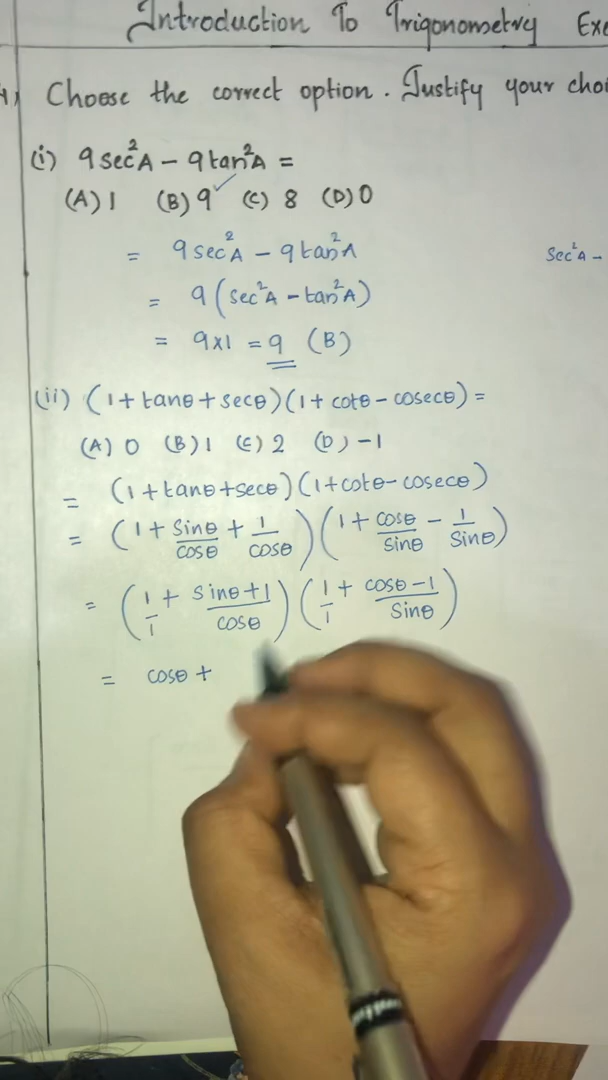 Introduction To Trigonometry
4) Choose the correct option. Justify your
(i) 9 sec²A − 9 tan²A =
(A) 1 (B) 9 ✓ (C) 8 (D) 0
= 9 sec²A − 9 tan²A
sec²A −
= 9 (sec²A − tan²A)
= 9×1 = 9 (B)
(ii) (1 + tanθ + secθ)(1 + cotθ − cosecθ) =
(A) 0 (B) 1 (C) 2 (D) −1
= (1 + tanθ + secθ)(1 + cotθ − cosecθ)
= (1 + Sinθ/cosθ + 1/cosθ)(1 + cosθ/sinθ − 1/Sinθ)
= (1/1 + Sinθ+1/cosθ)(1/1 + cosθ−1/Sinθ)
= cosθ +